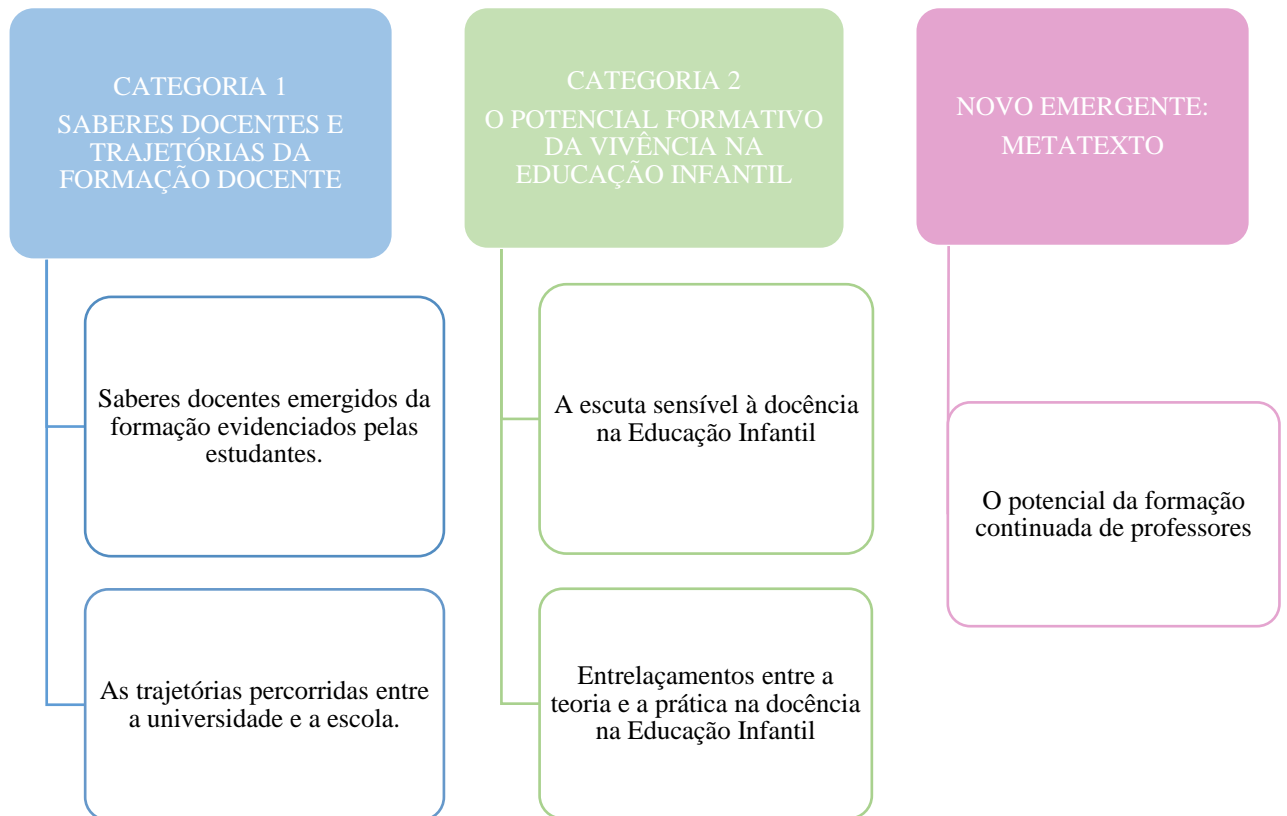 CATEGORIA 1
SABERES DOCENTES E
TRAJETÓRIAS DA
FORMAÇÃO DOCENTE
Saberes docentes emergidos da
formação evidenciados pelas
estudantes.
As trajetórias percorridas entre
a universidade e a escola.
CATEGORIA 2
O POTENCIAL FORMATIVO
DA VIVÊNCIA NA
EDUCAÇÃO INFANTIL
A escuta sensível à docência
na Educação Infantil
Entrelaçamentos entre a
teoria e a prática na docência
na Educação Infantil
NOVO EMERGENTE:
METATEXTO
O potencial da formação
continuada de professores